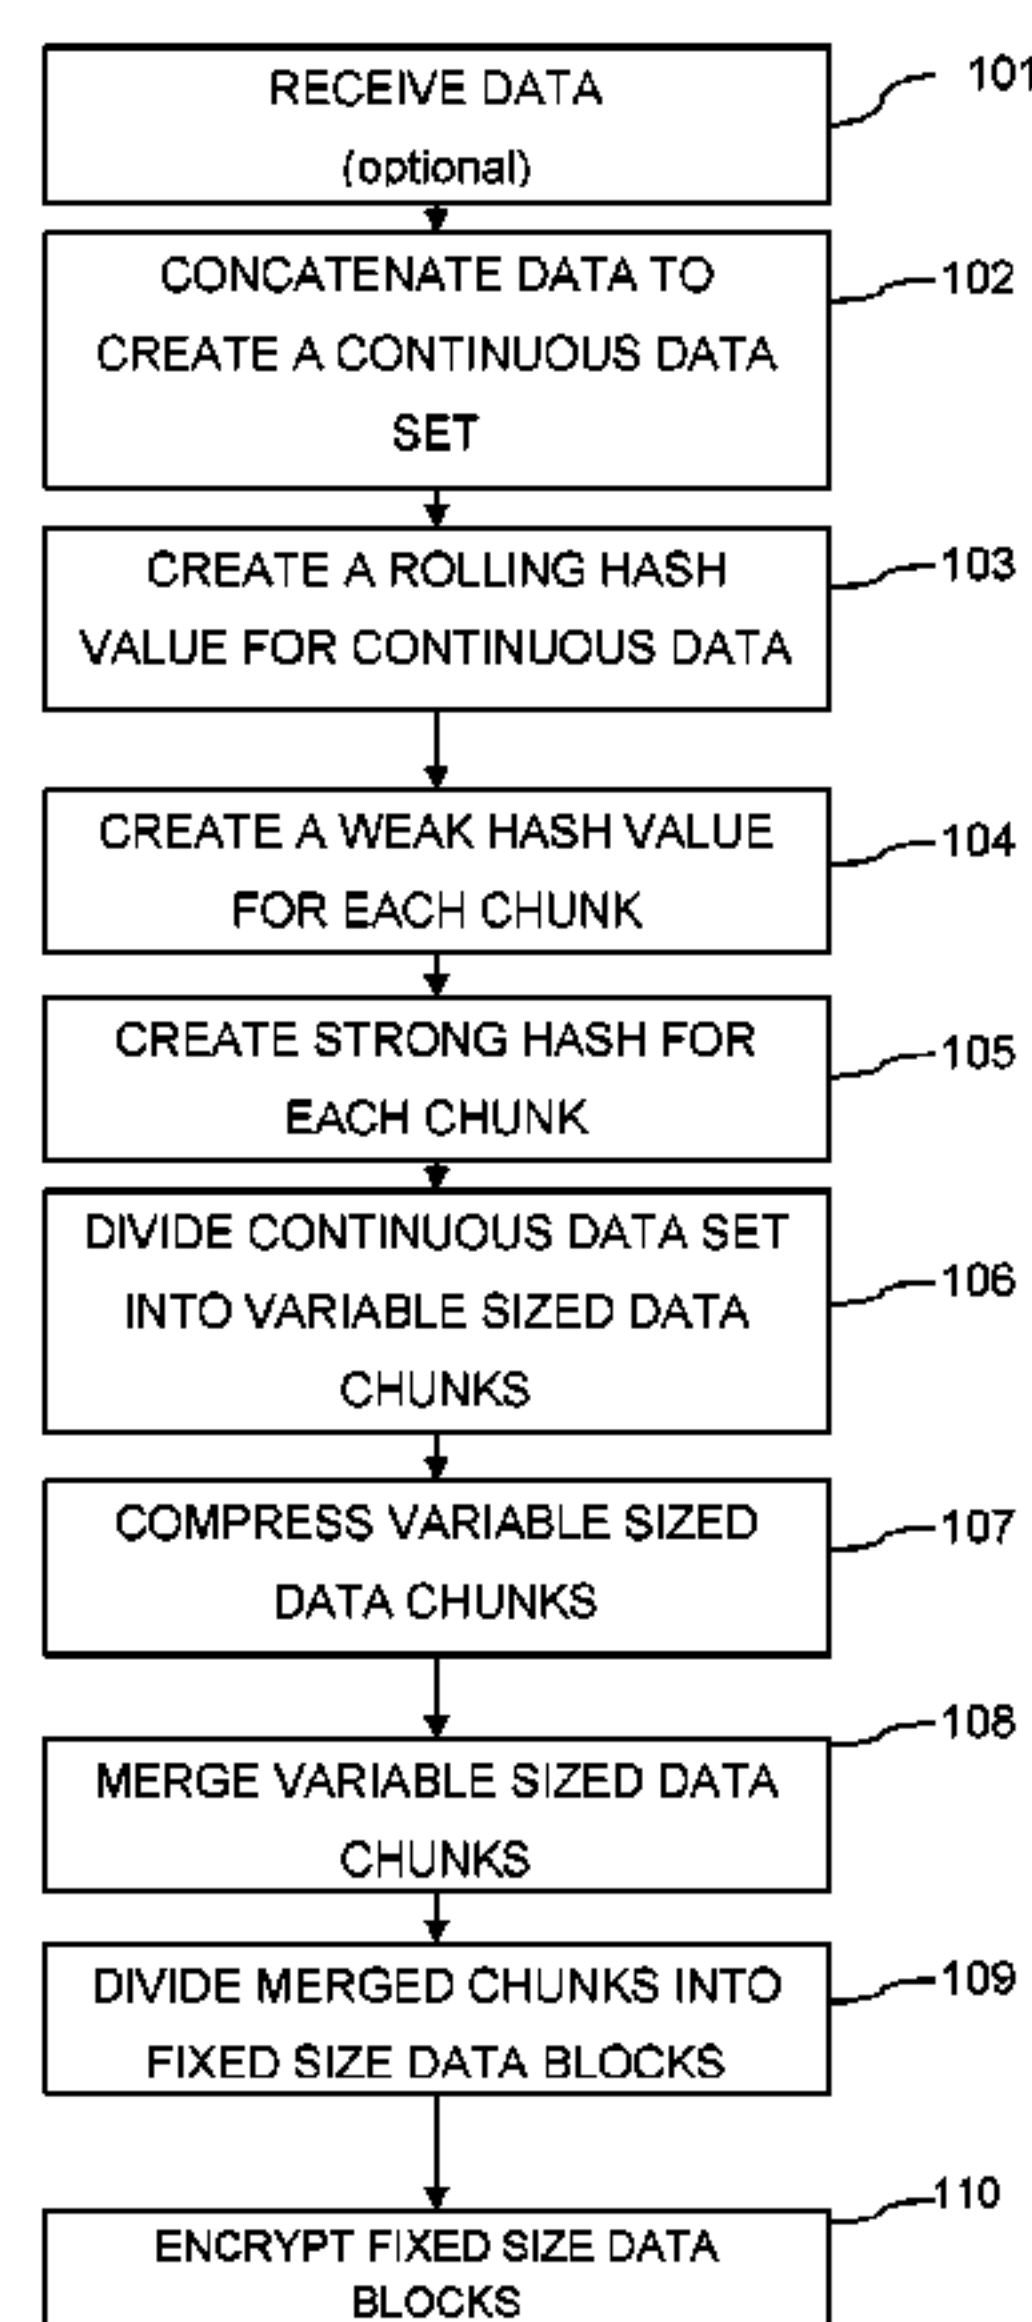 RECEIVE DATA
(optional)
101
CONCATENATE DATA TO
CREATE A CONTINUOUS DATA
SET
102
CREATE A ROLLING HASH
VALUE FOR CONTINUOUS DATA
103
CREATE A WEAK HASH VALUE
FOR EACH CHUNK
104
CREATE STRONG HASH FOR
EACH CHUNK
105
DIVIDE CONTINUOUS DATA SET
INTO VARIABLE SIZED DATA
CHUNKS
106
COMPRESS VARIABLE SIZED
DATA CHUNKS
107
MERGE VARIABLE SIZED DATA
CHUNKS
108
DIVIDE MERGED CHUNKS INTO
FIXED SIZE DATA BLOCKS
109
ENCRYPT FIXED SIZE DATA
BLOCKS
110